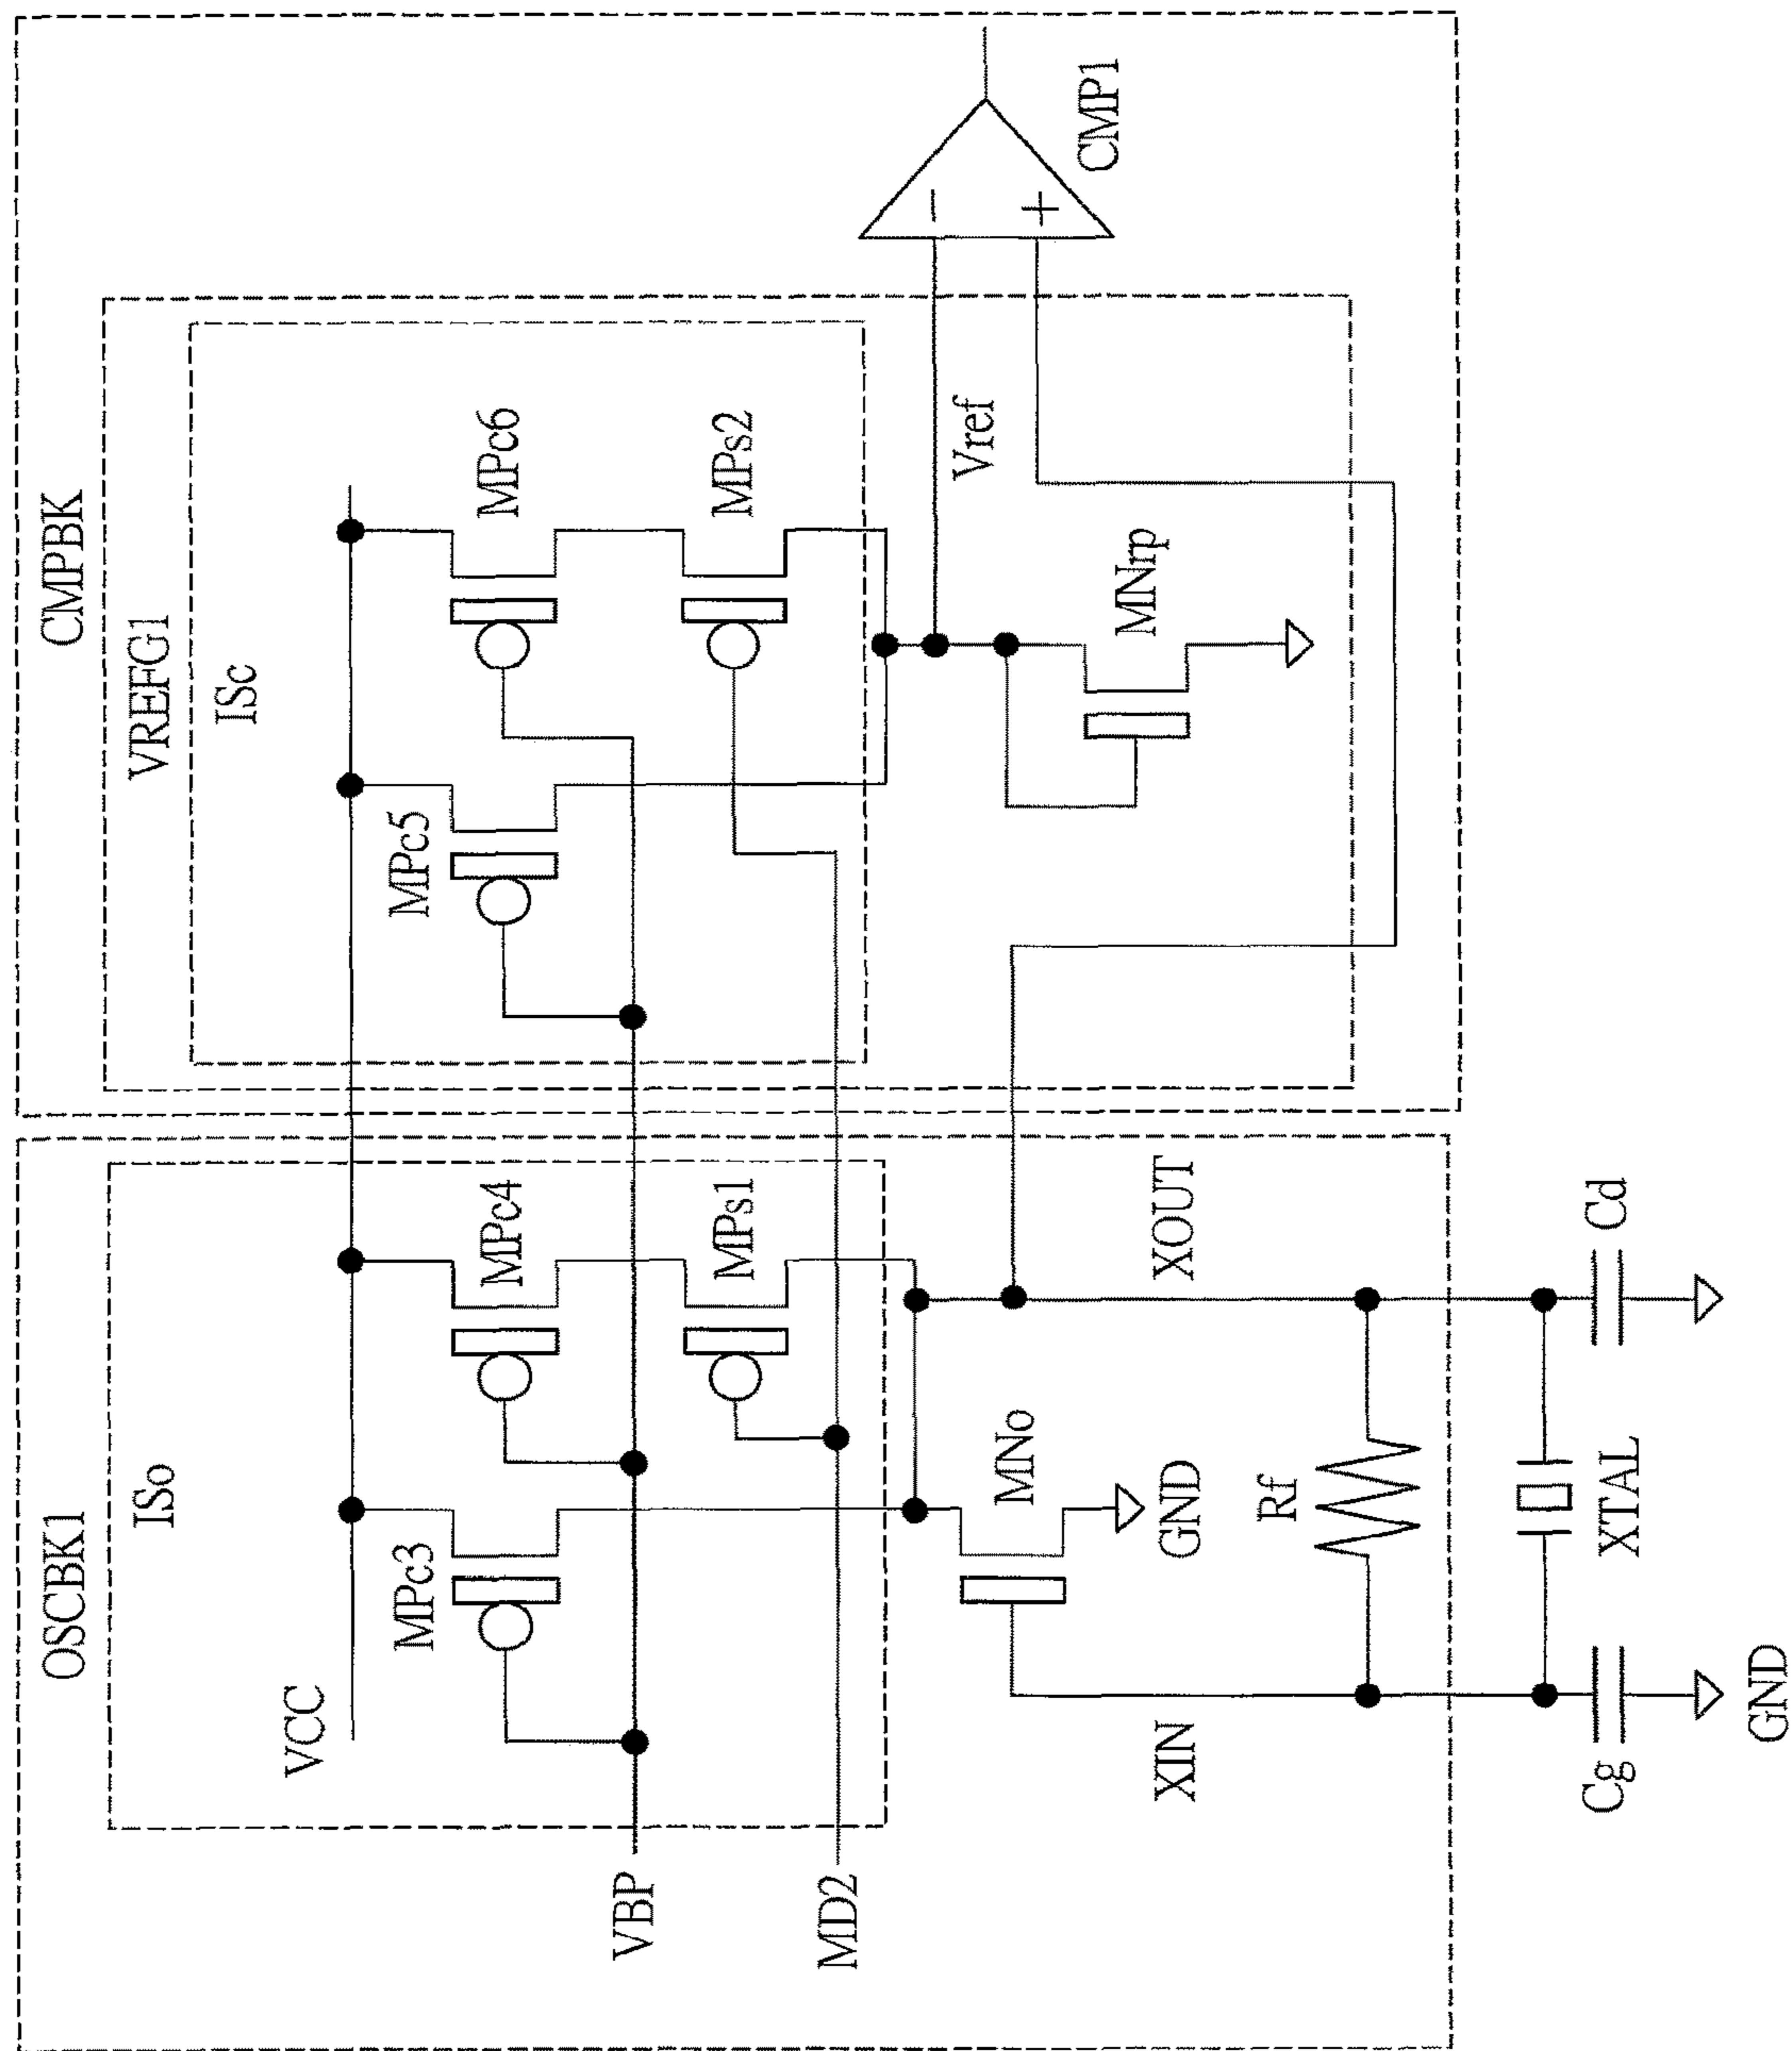 OSCBK1
CMPBK
VREFG1
ISo
ISc
VCC
MPc3
MPc4
MPc5
MPc6
VBP
MPs1
MPs2
MD2
MNo
GND
Vref
CMP1
−
+
MNrp
XIN
XOUT
Rf
XTAL
Cg
Cd
GND